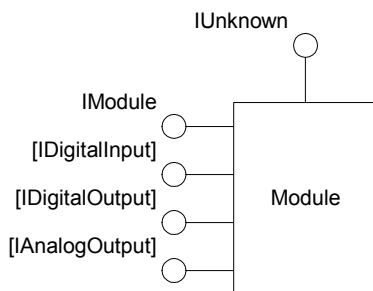 IUnknown
IModule
[IDigitalInput]
[IDigitalOutput]
Module
[IAnalogOutput]